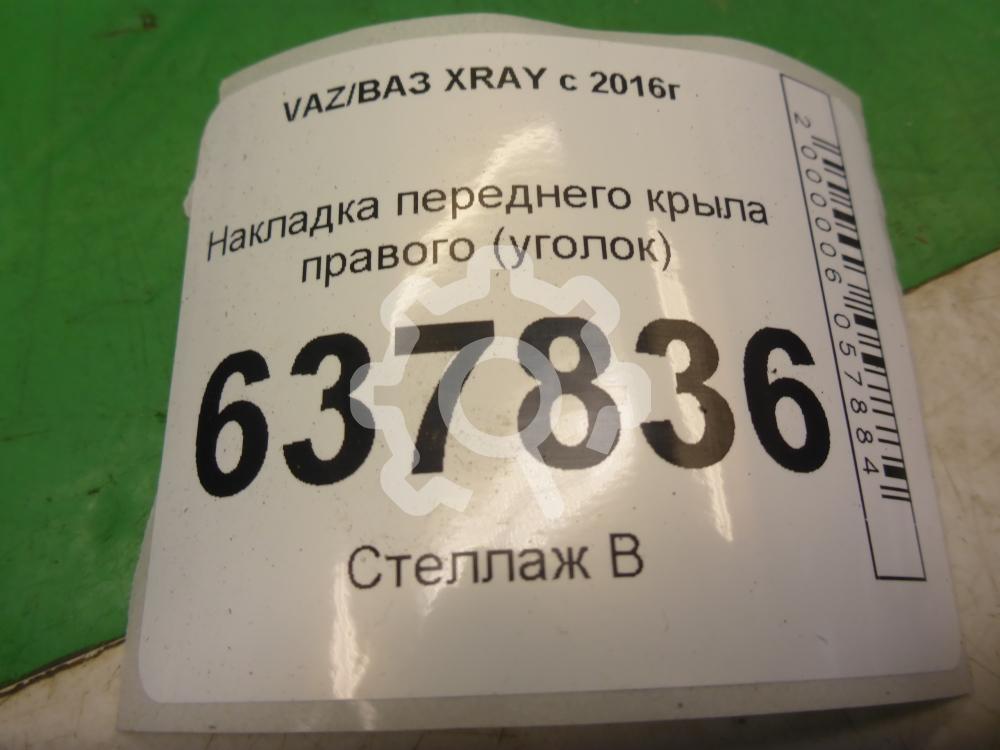 VAZ/ВАЗ XRAY с 2016г
Накладка переднего крыла
правого (уголок)
637836
Стеллаж В
2000006057884